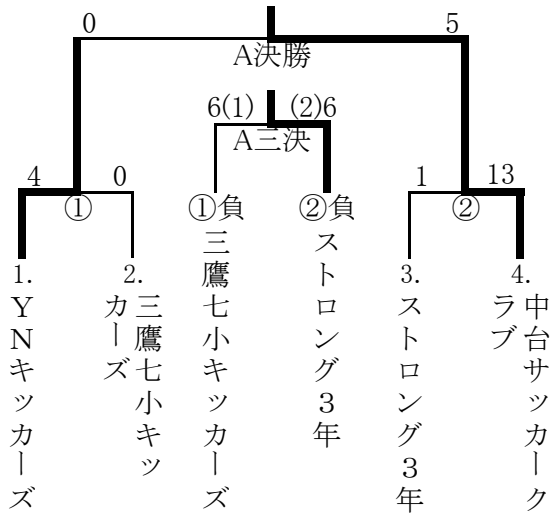 0
5
A決勝
6(1)
(2)6
A三決
4
0
1
13
①
①負
②負
②
1.
YNキッカーズ
2.
三鷹七小キッ
カーズ
三鷹七小キッカーズ
ストロング3年
3.
ストロング3年
4.
中台サッカーク
ラブ